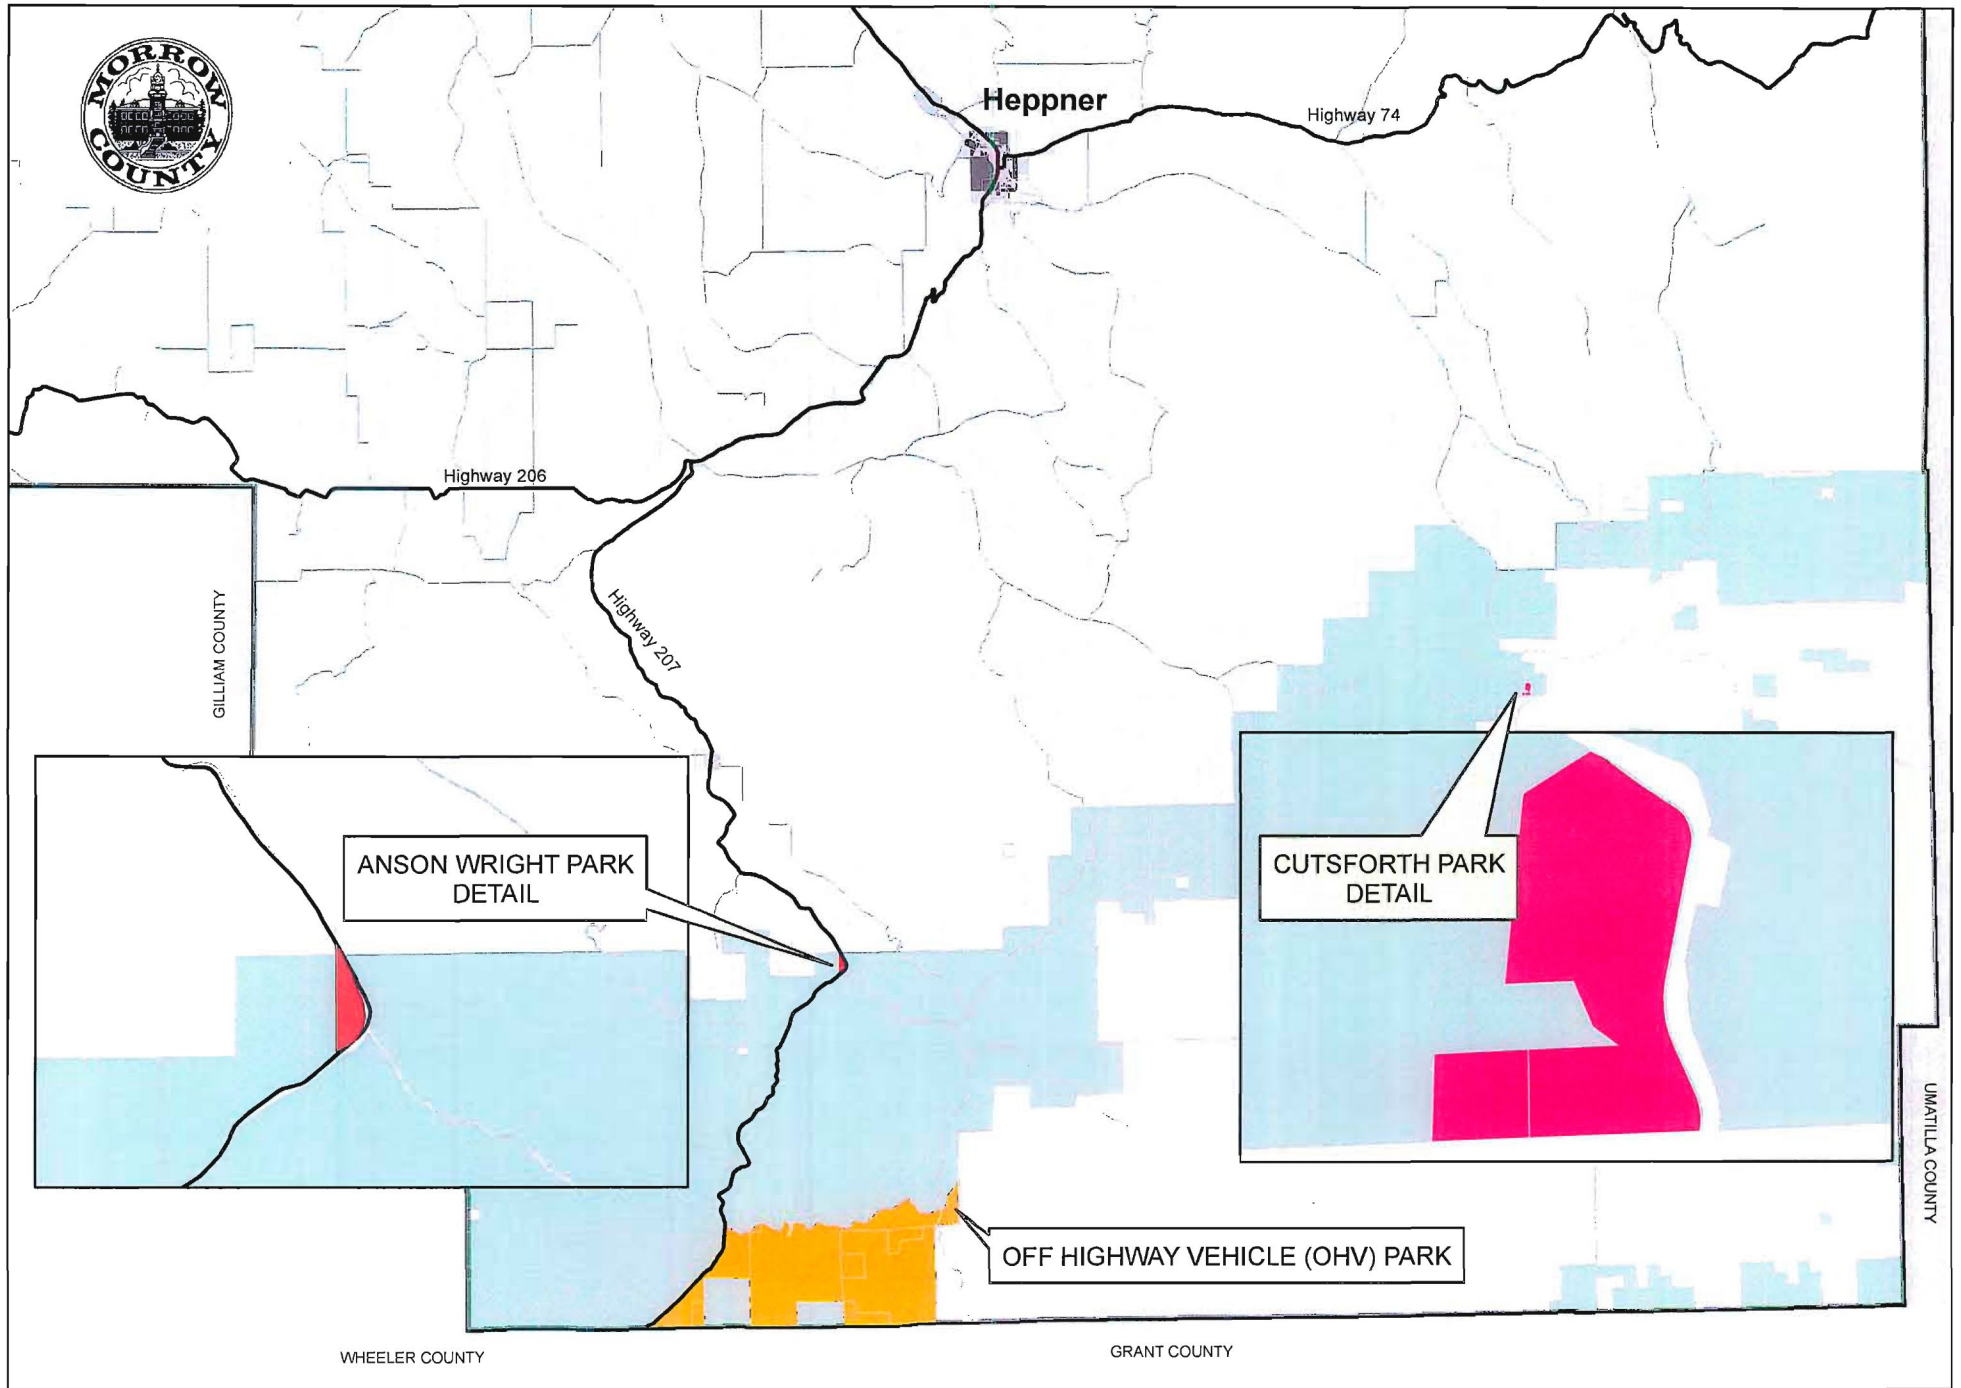 MORROW
COUNTY
Heppner
Highway 74
Highway 206
Highway 207
GILLIAM COUNTY
ANSON WRIGHT PARK
DETAIL
CUTSFORTH PARK
DETAIL
UMATILLA COUNTY
OFF HIGHWAY VEHICLE (OHV) PARK
WHEELER COUNTY
GRANT COUNTY